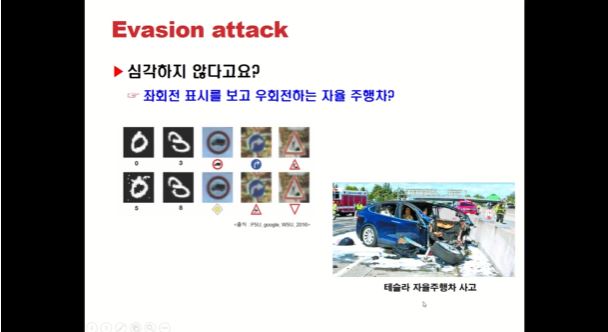 Evasion attack
심각하지 않다고요?
좌회전 표시를 보고 우회전하는 자율 주행차?
0 3
5 8
<출처 :PSU, google, WSU, 2016>
테슬라 자율주행차 사고